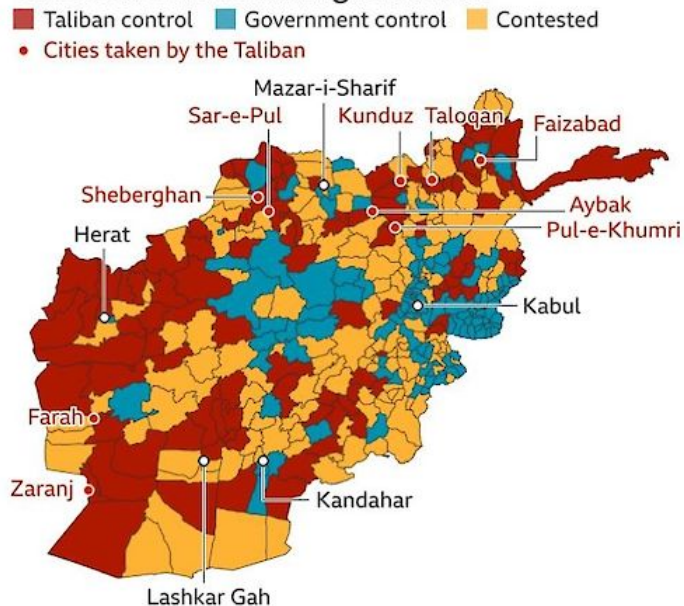 Taliban control Government control Contested
Cities taken by the Taliban
Mazar-i-Sharif
Sar-e-Pul Kunduz Taloqan Faizabad
Sheberghan
Aybak
Pul-e-Khumri
Herat
Kabul
Farah
Zaranj
Kandahar
Lashkar Gah